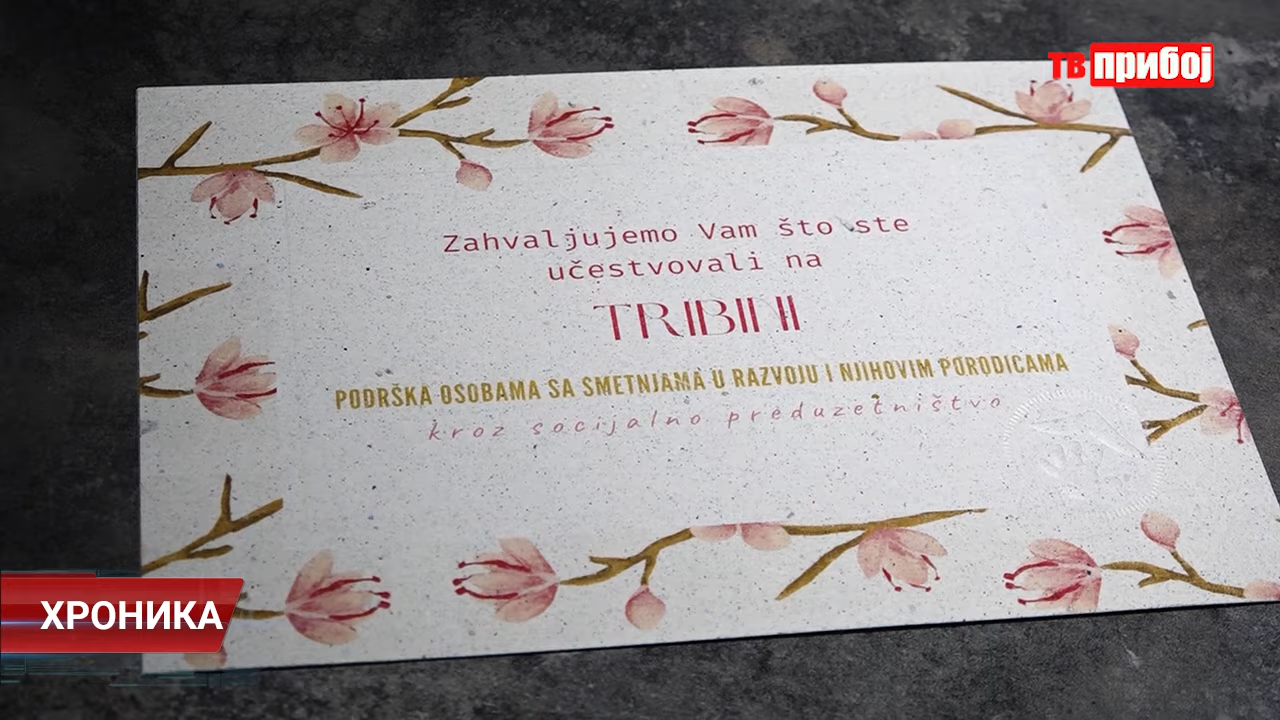 ТВ прибој
Zahvaljujemo Vam što ste
učestvovali na
TRIBINI
PODRŠKA OSOBAMA SA SMETNJAMA U RAZVOJU I NJIHOVIM PORODICAMA
kroz socijalno preduzetništvo
ХРОНИКА